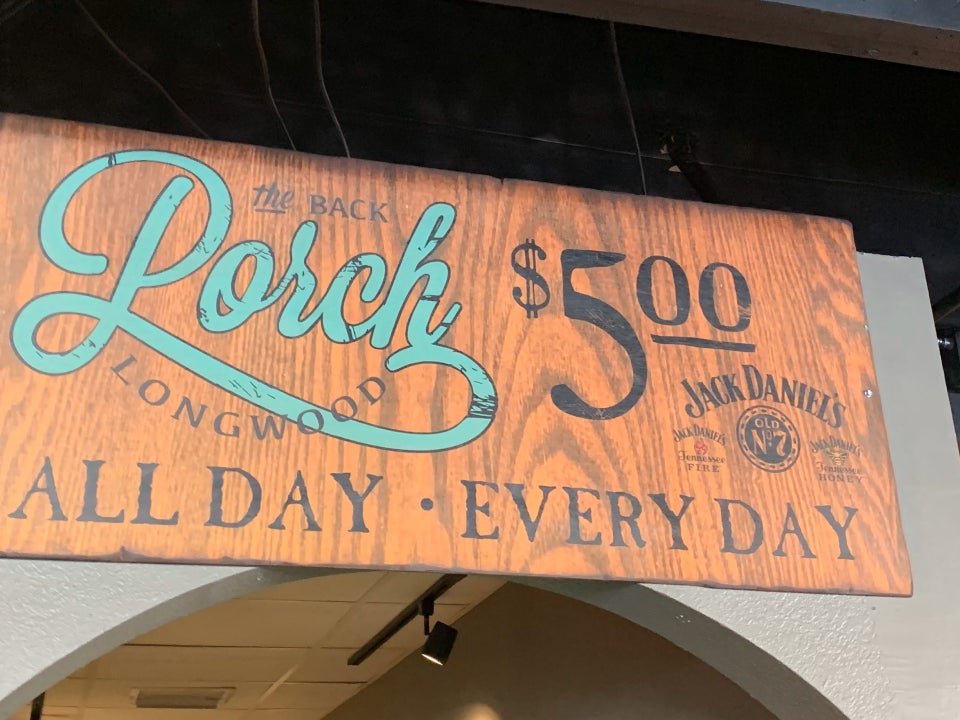 the BACK
Porch
LONGWOOD
$5.00
JACK DANIEL'S
OLD
No 7
JACK DANIEL'S
Tennessee
FIRE
JACK DANIEL'S
Tennessee
HONEY
ALL DAY · EVERY DAY